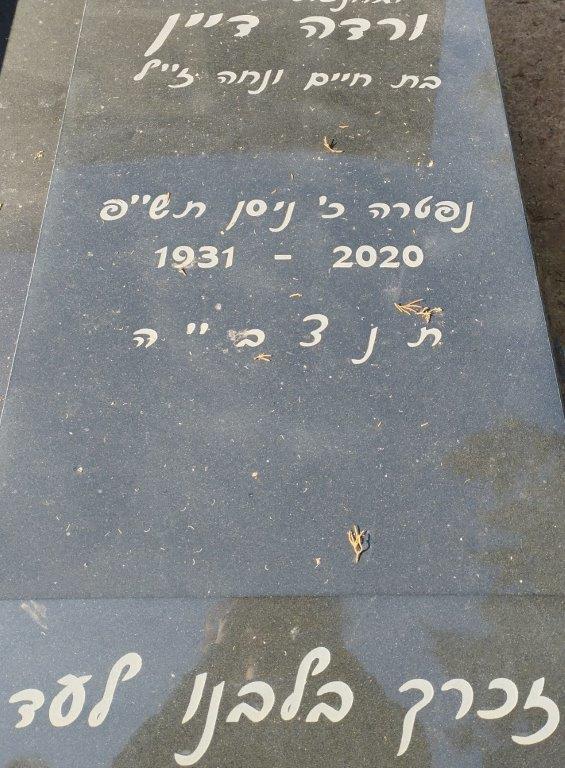 ורדה דיין
בת חיים ונחה ז״ל
נפטרה כ׳ ניסן תש״פ
1931 - 2020
ת נ צ ב ״ ה
זכרך בלבנו לעד